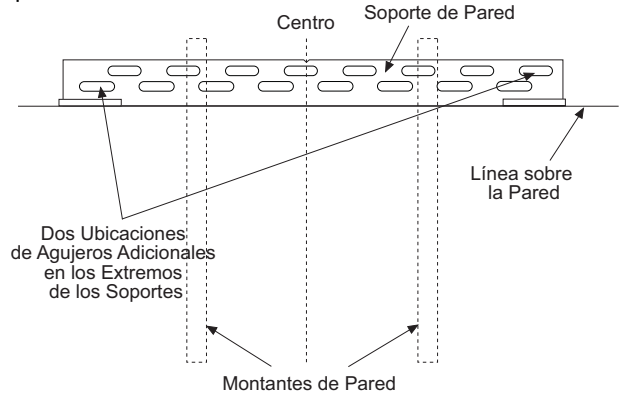 Centro
Soporte de Pared
Línea sobre
la Pared
Dos Ubicaciones
de Agujeros Adicionales
en los Extremos
de los Soportes
Montantes de Pared